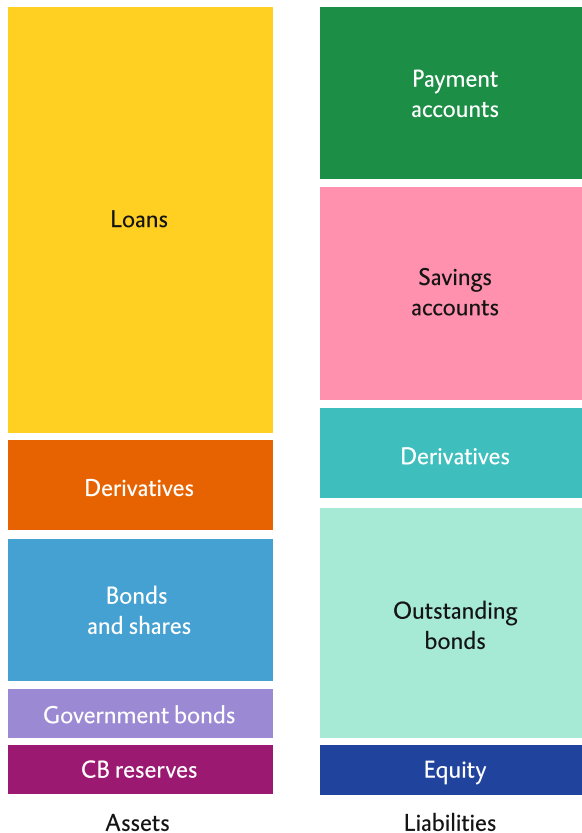 Loans
Derivatives
Bonds
and shares
Government bonds
CB reserves
Assets
Payment
accounts
Savings
accounts
Derivatives
Outstanding
bonds
Equity
Liabilities